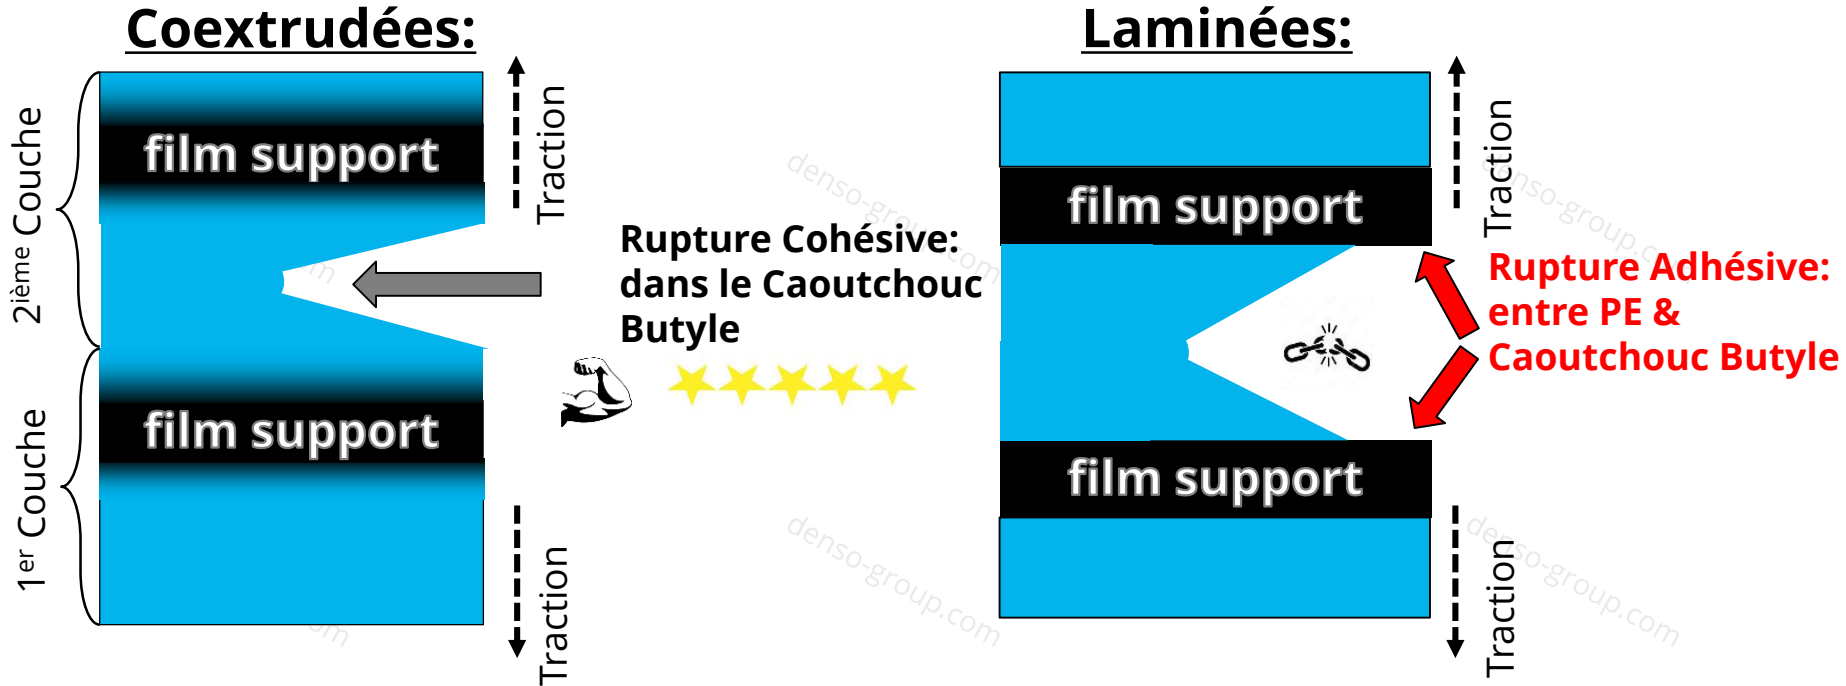 Coextrudées:
Laminées:
2ième Couche
1er Couche
film support
film support
Traction
Traction
Rupture Cohésive:
dans le Caoutchouc
Butyle
film support
film support
Traction
Traction
Rupture Adhésive:
entre PE &
Caoutchouc Butyle
denso-group.com
denso-group.com
denso-group.com
denso-group.com
om
om